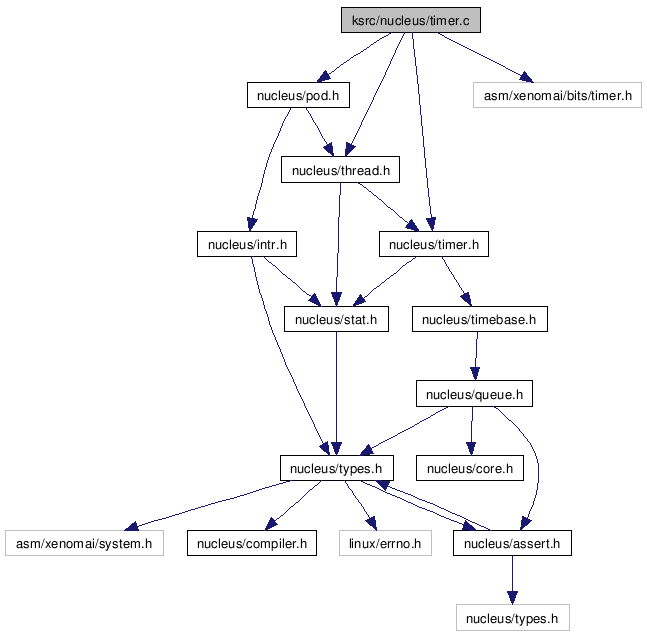 ksrc/nucleus/timer.c
nucleus/pod.h
asm/xenomai/bits/timer.h
nucleus/thread.h
nucleus/intr.h
nucleus/timer.h
nucleus/stat.h
nucleus/timebase.h
nucleus/queue.h
nucleus/types.h
nucleus/core.h
asm/xenomai/system.h
nucleus/compiler.h
linux/errno.h
nucleus/assert.h
nucleus/types.h